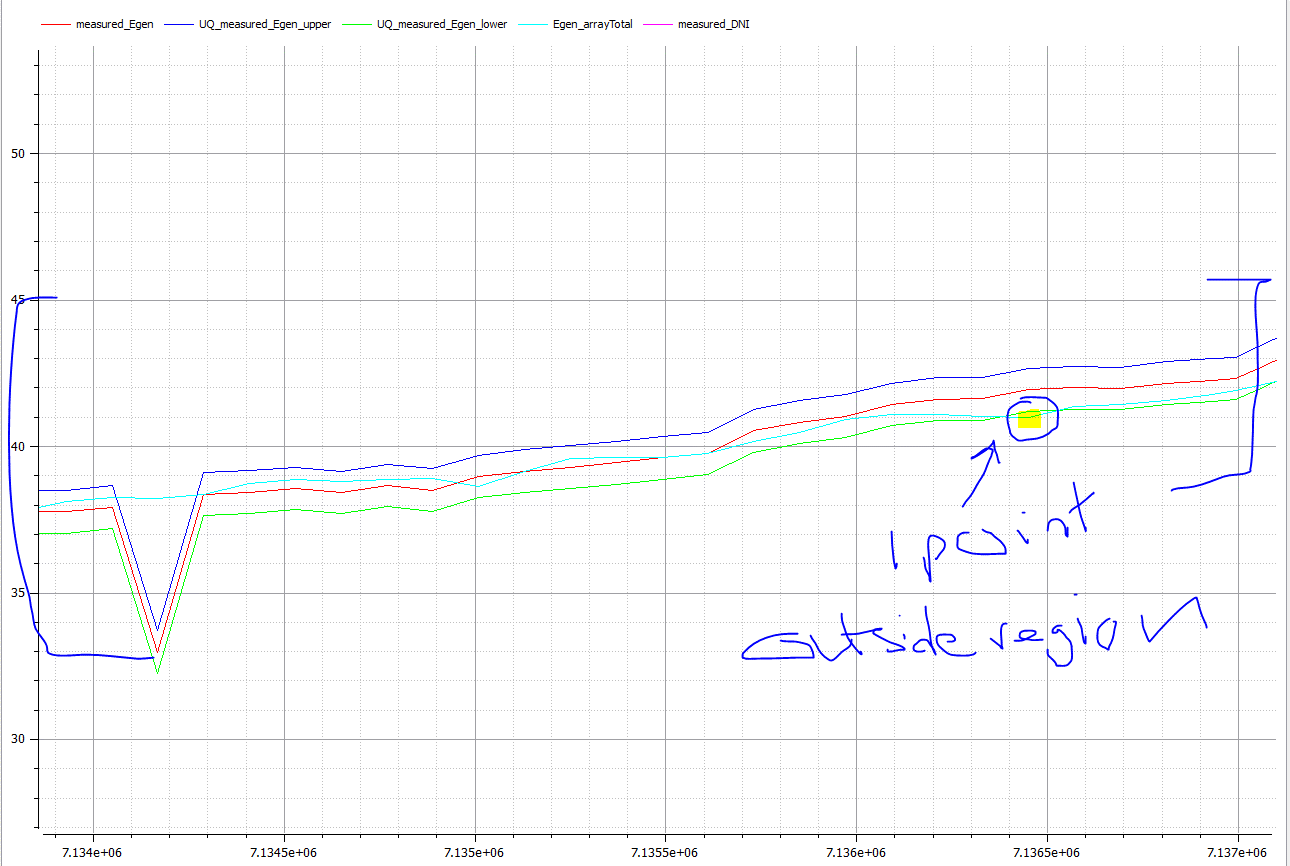 measured_Egen UQ_measured_Egen_upper UQ_measured_Egen_lower Egen_arrayTotal measured_DNI
50
45
40
1 point
outside region
35
30
7.134e+06 7.1345e+06 7.135e+06 7.1355e+06 7.136e+06 7.1365e+06 7.137e+06